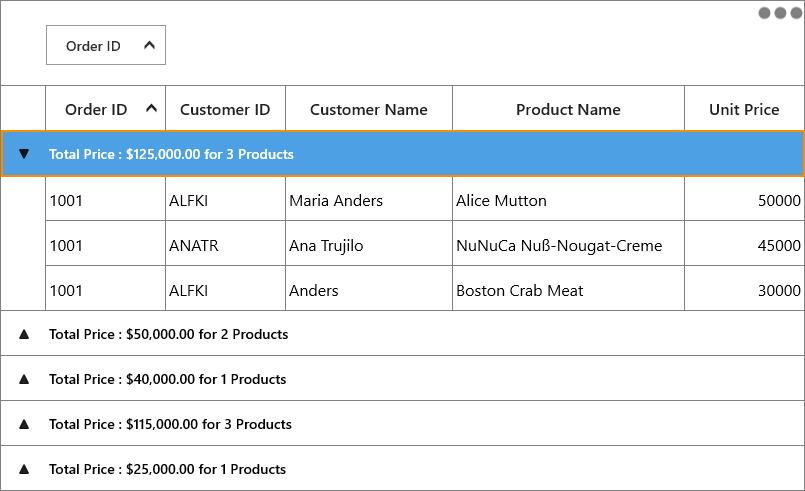 Order ID
Order ID Customer ID Customer Name Product Name Unit Price
Total Price : $125,000.00 for 3 Products
1001 ALFKI Maria Anders Alice Mutton 50000
1001 ANATR Ana Trujilo NuNuCa Nuß-Nougat-Creme 45000
1001 ALFKI Anders Boston Crab Meat 30000
Total Price : $50,000.00 for 2 Products
Total Price : $40,000.00 for 1 Products
Total Price : $115,000.00 for 3 Products
Total Price : $25,000.00 for 1 Products